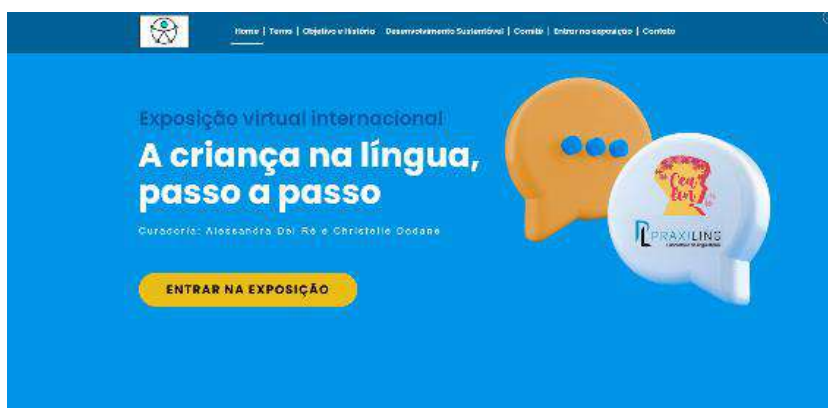 Home | Tema | Objetivo e História Desenvolvimento Sustentável | Comitê | Entrar na exposição | Contato
Exposição virtual internacional
A criança na língua,
passo a passo
Curadoria: Alessandra Del Ré e Christelle Dodane
ENTRAR NA EXPOSIÇÃO
PRAXILING